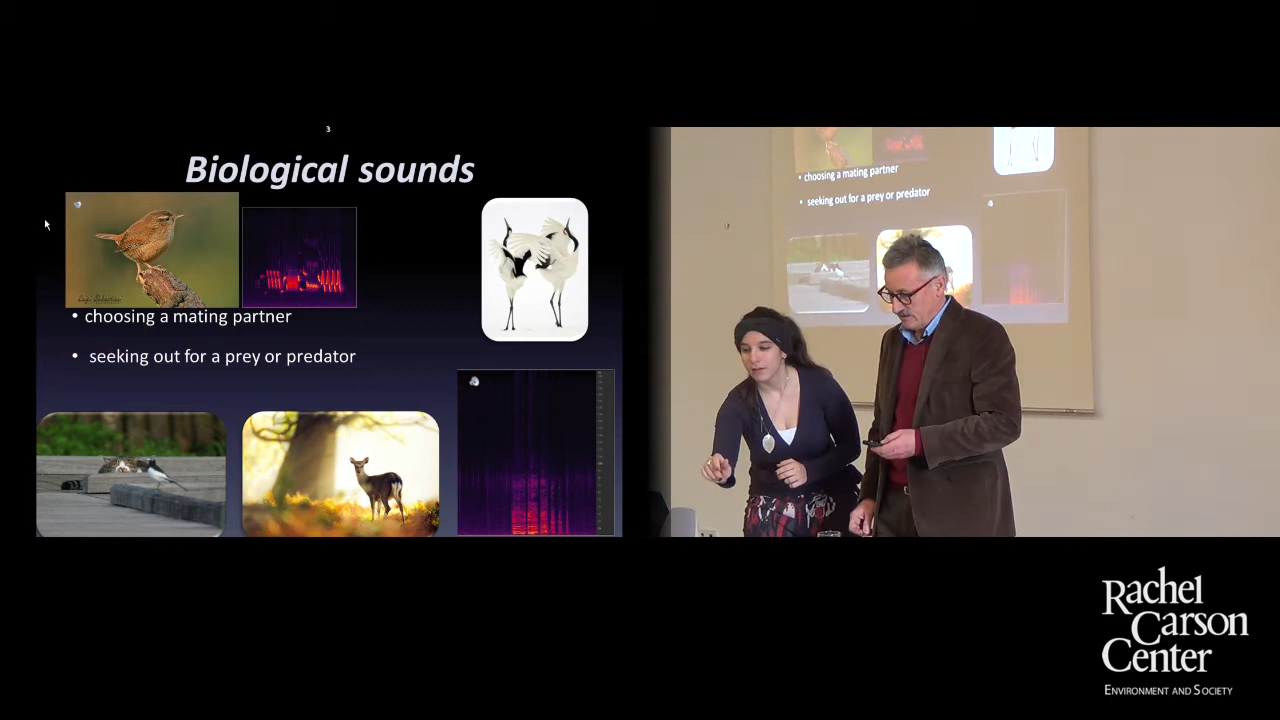 3
Biological sounds
• choosing a mating partner
• seeking out for a prey or predator
• choosing a mating partner
• seeking out for a prey or predator
Rachel
Carson
Center
ENVIRONMENT AND SOCIETY